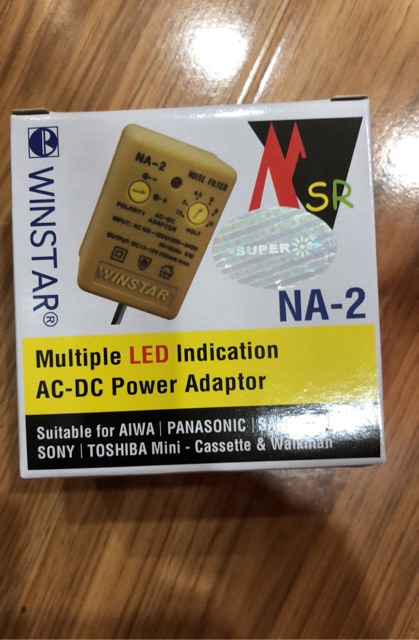 WINSTAR®
NA-2
NOISE FILTER
POLARITY
AC-DC
ADAPTOR
VOLT
WINSTAR
SR
SUPER
NA-2
Multiple LED Indication
AC-DC Power Adaptor
Suitable for AIWA | PANASONIC |
SONY | TOSHIBA Mini - Cassette & Walkman